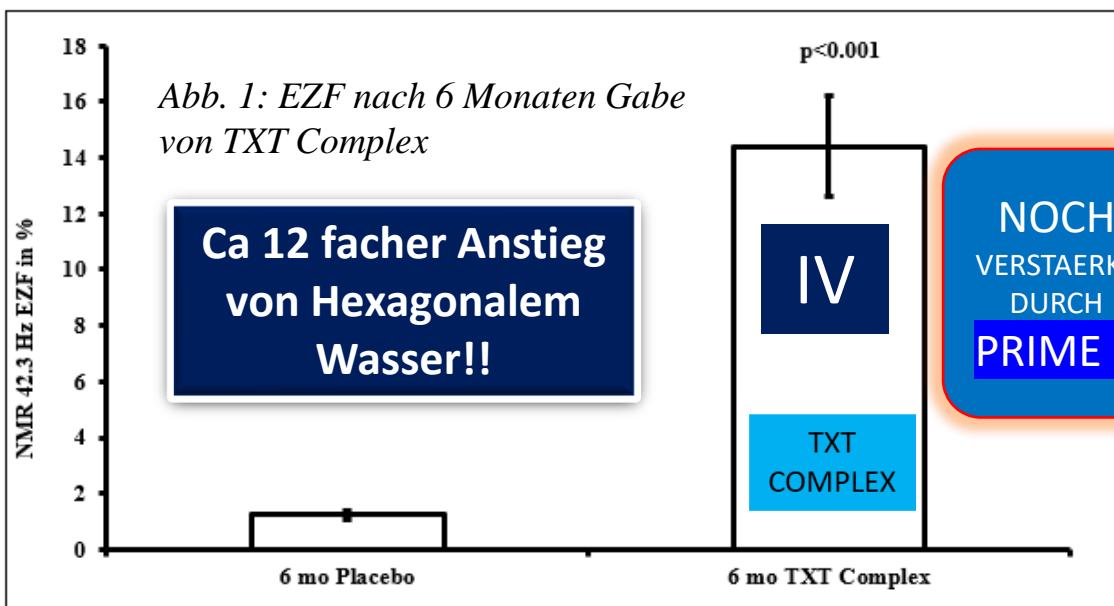 18
16
14
12
10
8
6
4
2
0
NMR 42.3 Hz EZF in %
Abb. 1: EZF nach 6 Monaten Gabe
von TXT Complex
Ca 12 facher Anstieg
von Hexagonalem
Wasser!!
p<0.001
IV
TXT
COMPLEX
NOCH
VERSTAERK
DURCH
PRIME
6 mo Placebo
6 mo TXT Complex